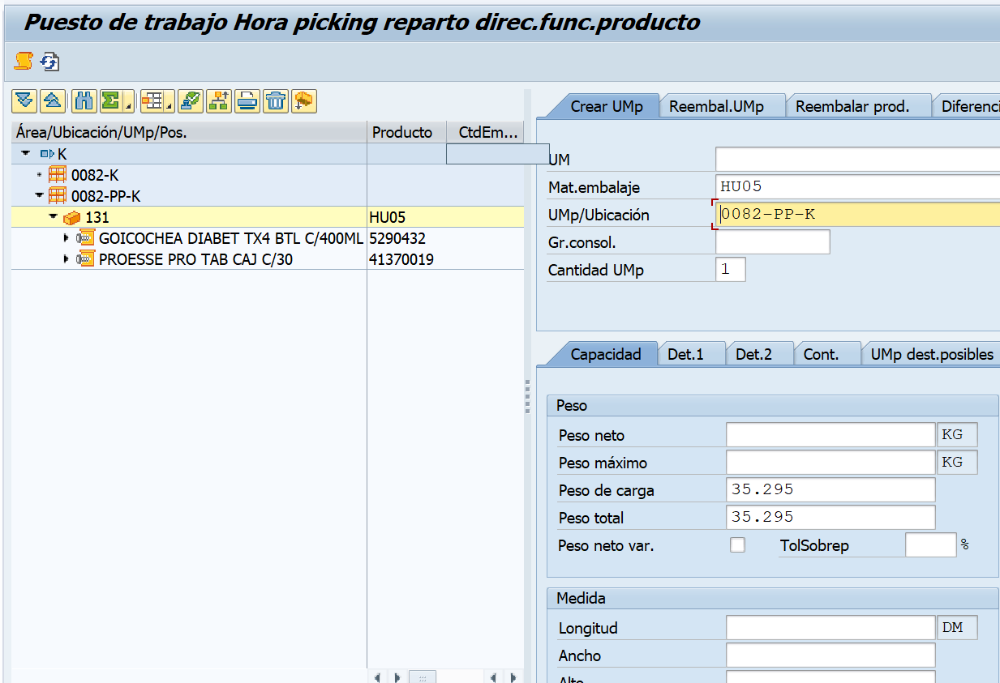 Puesto de trabajo Hora picking reparto direc.func.producto
Área/Ubicación/UMp/Pos. Producto CtdEm...
K
0082-K
0082-PP-K
131 HU05
GOICOCHEA DIABET TX4 BTL C/400ML 5290432
PROESSE PRO TAB CAJ C/30 41370019
Crear UMp Reembal.UMp Reembalar prod. Diferenci
UM
Mat.embalaje HU05
UMp/Ubicación 0082-PP-K
Gr.consol.
Cantidad UMp 1
Capacidad Det.1 Det.2 Cont. UMp dest.posibles
Peso
Peso neto KG
Peso máximo KG
Peso de carga 35.295
Peso total 35.295
Peso neto var. TolSobrep %
Medida
Longitud DM
Ancho
Alto